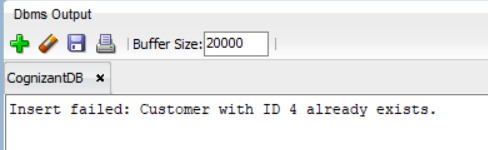 Dbms Output
Buffer Size: 20000
CognizantDB
Insert failed: Customer with ID 4 already exists.